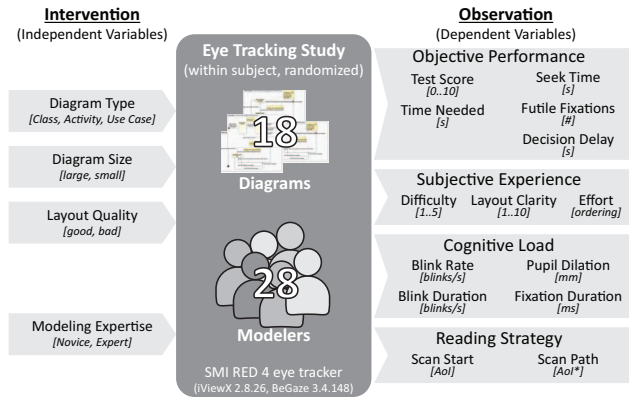 Intervention
(Independent Variables)
Diagram Type
[Class, Activity, Use Case]
Diagram Size
[large, small]
Layout Quality
[good, bad]
Modeling Expertise
[Novice, Expert]
Eye Tracking Study
(within subject, randomized)
18
Diagrams
28
Modelers
SMI RED 4 eye tracker
(iViewX 2.8.26, BeGaze 3.4.148)
Observation
(Dependent Variables)
Objective Performance
Test Score
[0..10]
Seek Time
[s]
Time Needed
[s]
Futile Fixations
[#]
Decision Delay
[s]
Subjective Experience
Difficulty Layout Clarity Effort
[1..5] [1..10] [ordering]
Cognitive Load
Blink Rate Pupil Dilation
[blinks/s] [mm]
Blink Duration Fixation Duration
[blinks/s] [ms]
Reading Strategy
Scan Start Scan Path
[AoI] [AoI*]